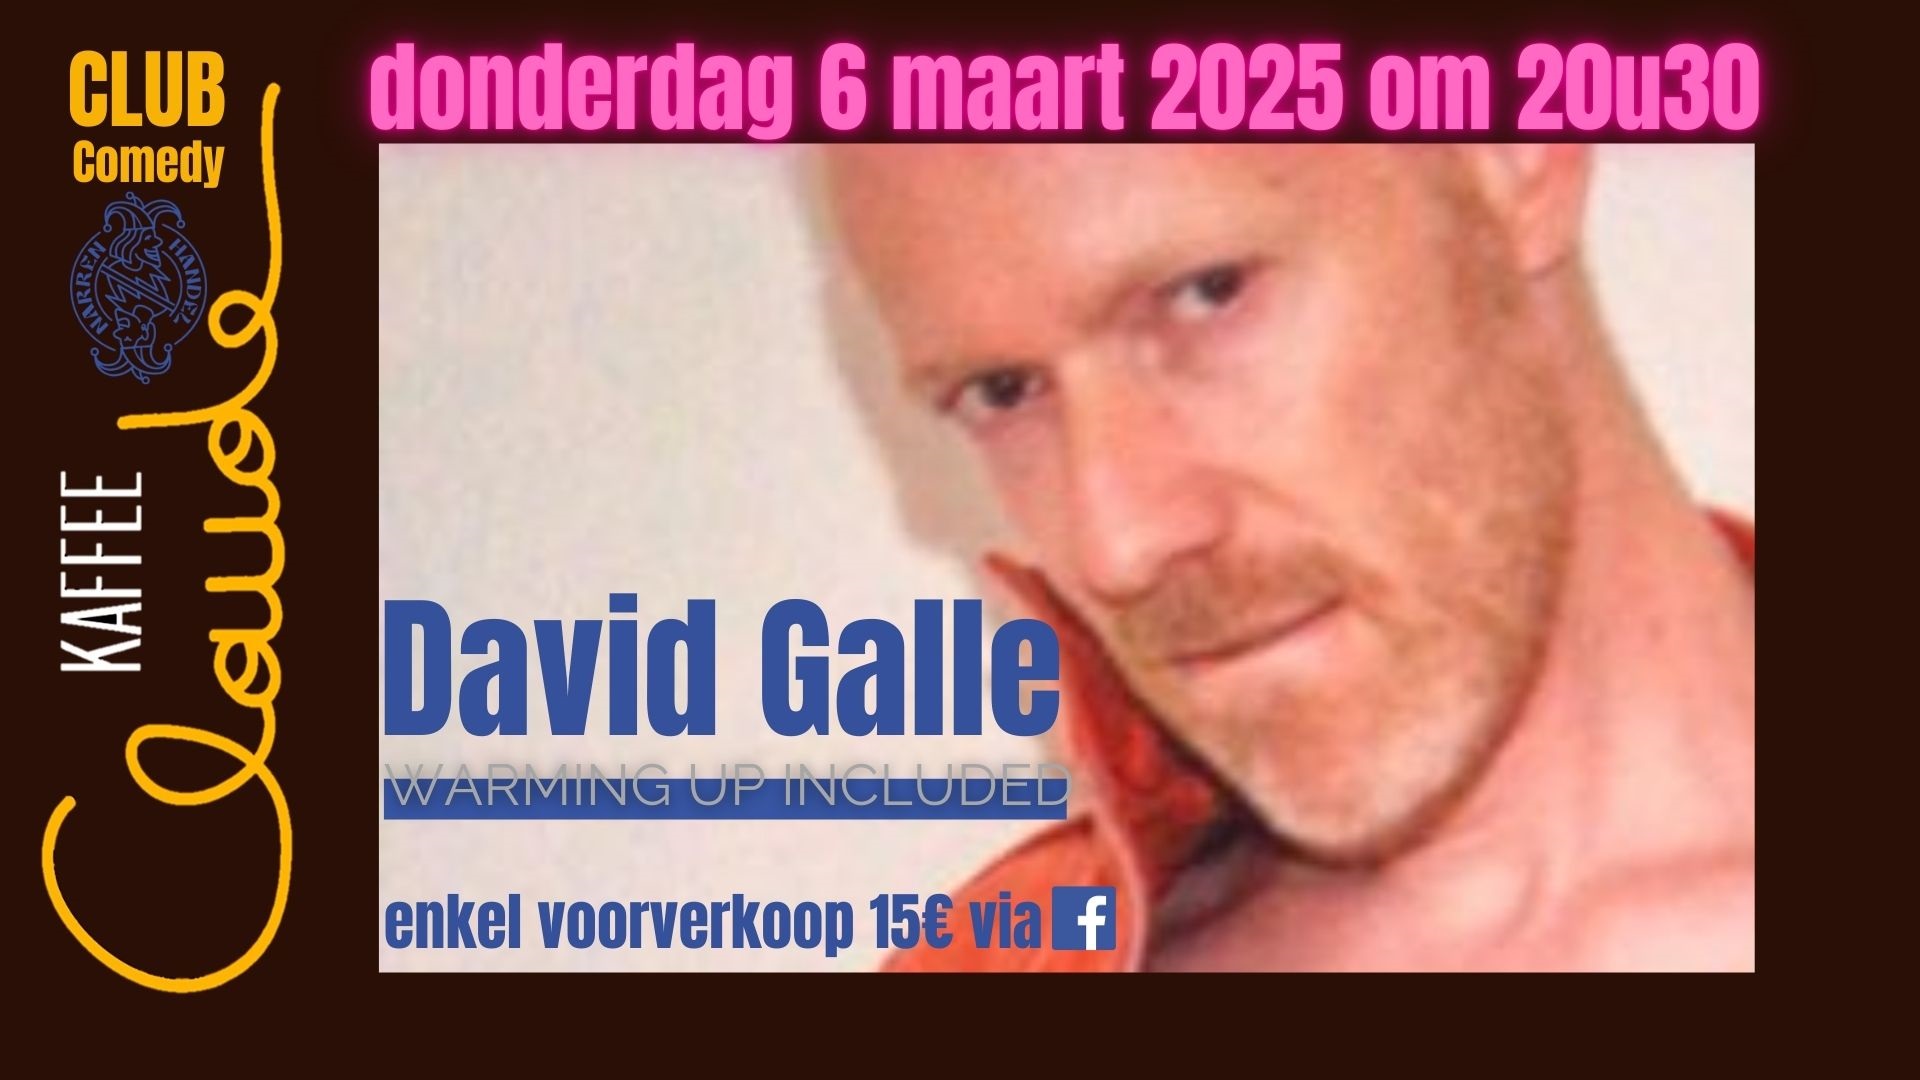 donderdag 6 maart 2025 om 20u30
CLUB
Comedy
NARREN HANDEL
KAFFEE
Claude
David Galle
WARMING UP INCLUDED
enkel voorverkoop 15€ via f